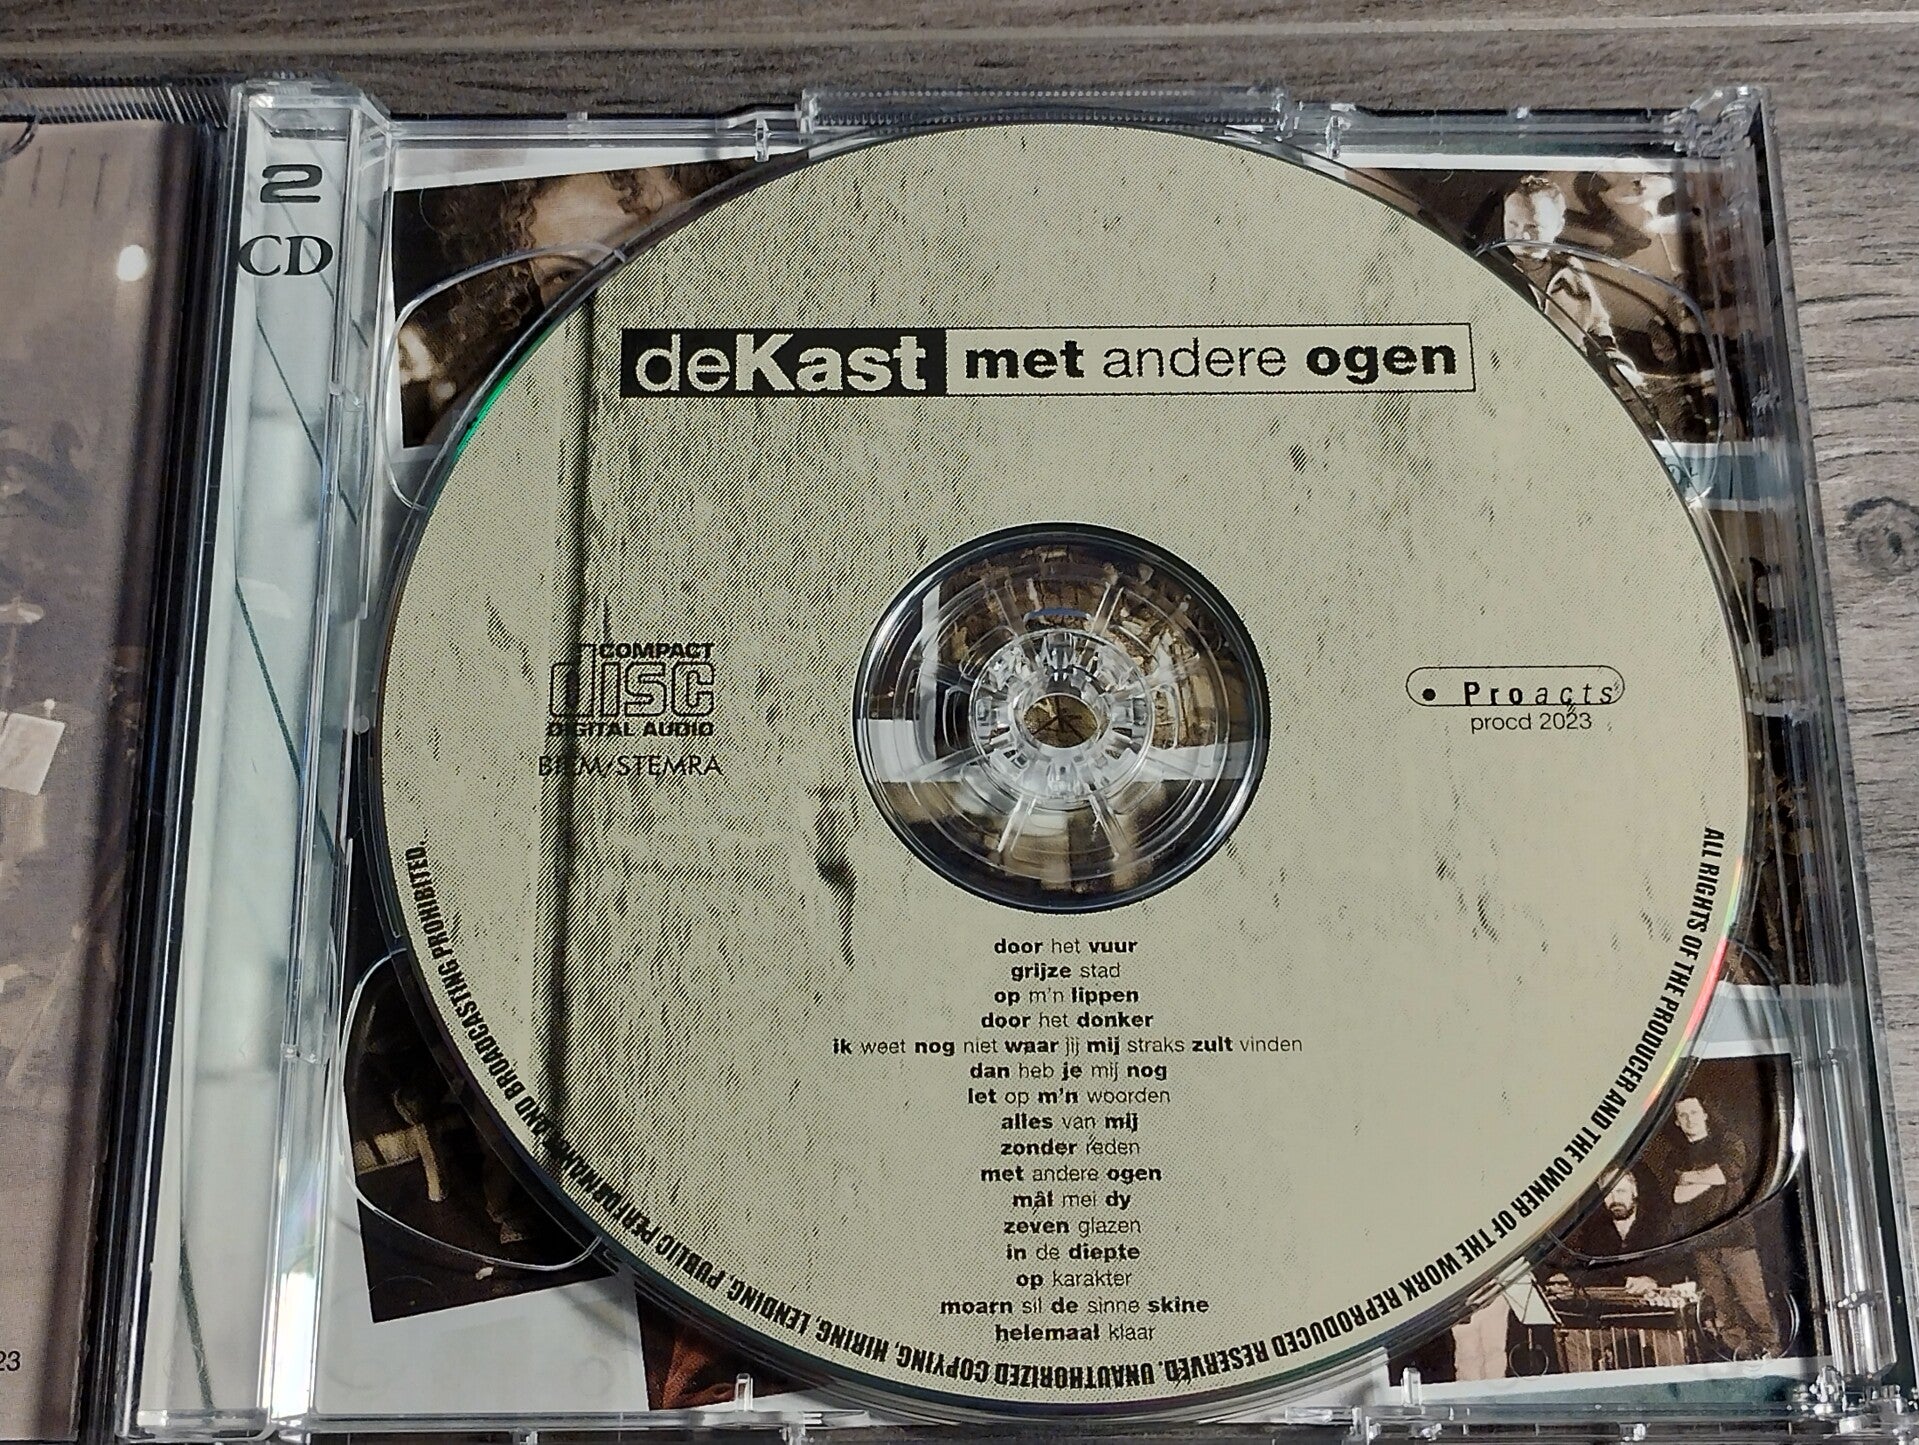 2
CD
deKast met andere ogen
COMPACT
disc
DIGITAL AUDIO
BIEM/STEMRA
Proacts
procd 2023
door het vuur
grijze stad
op m'n lippen
door het donker
ik weet nog niet waar jij mij straks zult vinden
dan heb je mij nog
let op m'n woorden
alles van mij
zonder reden
met andere ogen
mâl mei dy
zeven glazen
in de diepte
op karakter
moarn sil de sinne skine
helemaal klaar
ALL RIGHTS OF THE PRODUCER AND THE OWNER OF THE WORK REPRODUCED RESERVED. UNAUTHORIZED COPYING, HIRING, LENDING, PUBLIC PERFORMANCE AND BROADCASTING PROHIBITED.
23